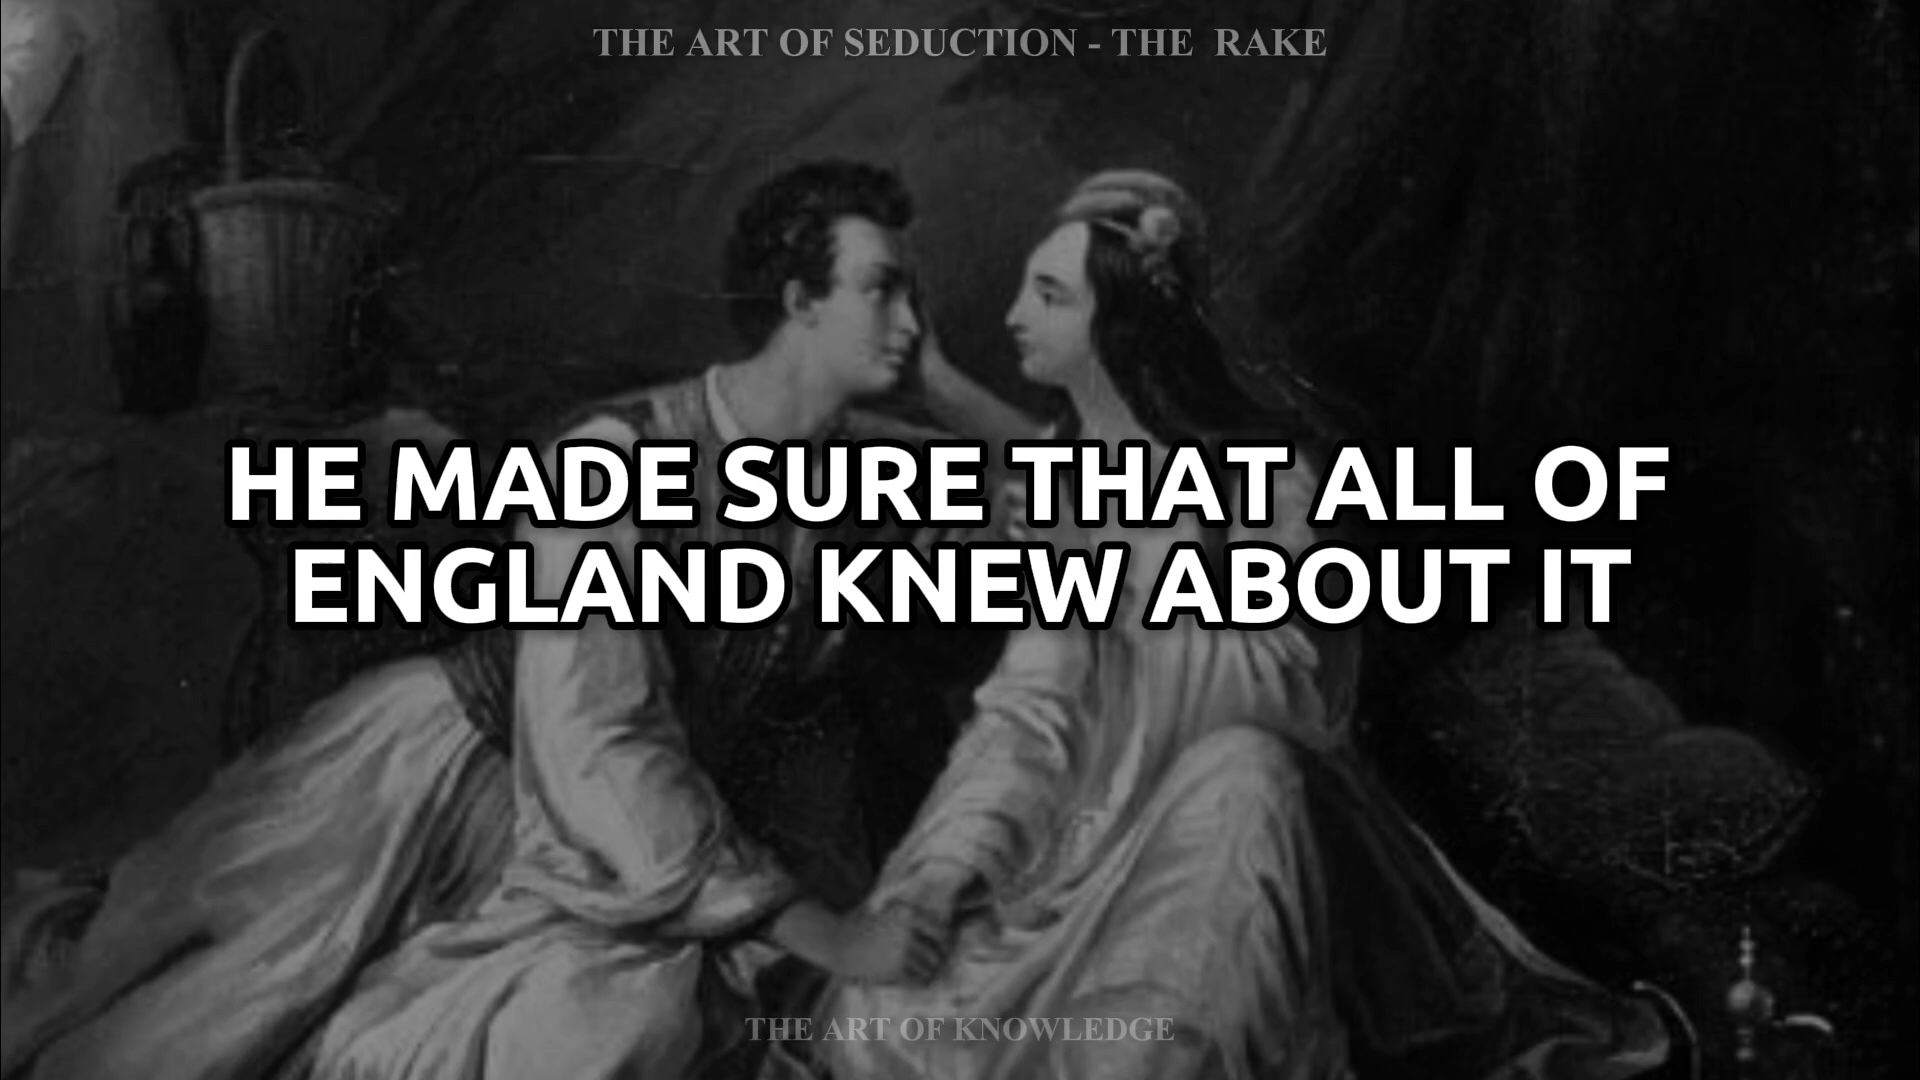 THE ART OF SEDUCTION - THE RAKE
HE MADE SURE THAT ALL OF
ENGLAND KNEW ABOUT IT
THE ART OF KNOWLEDGE